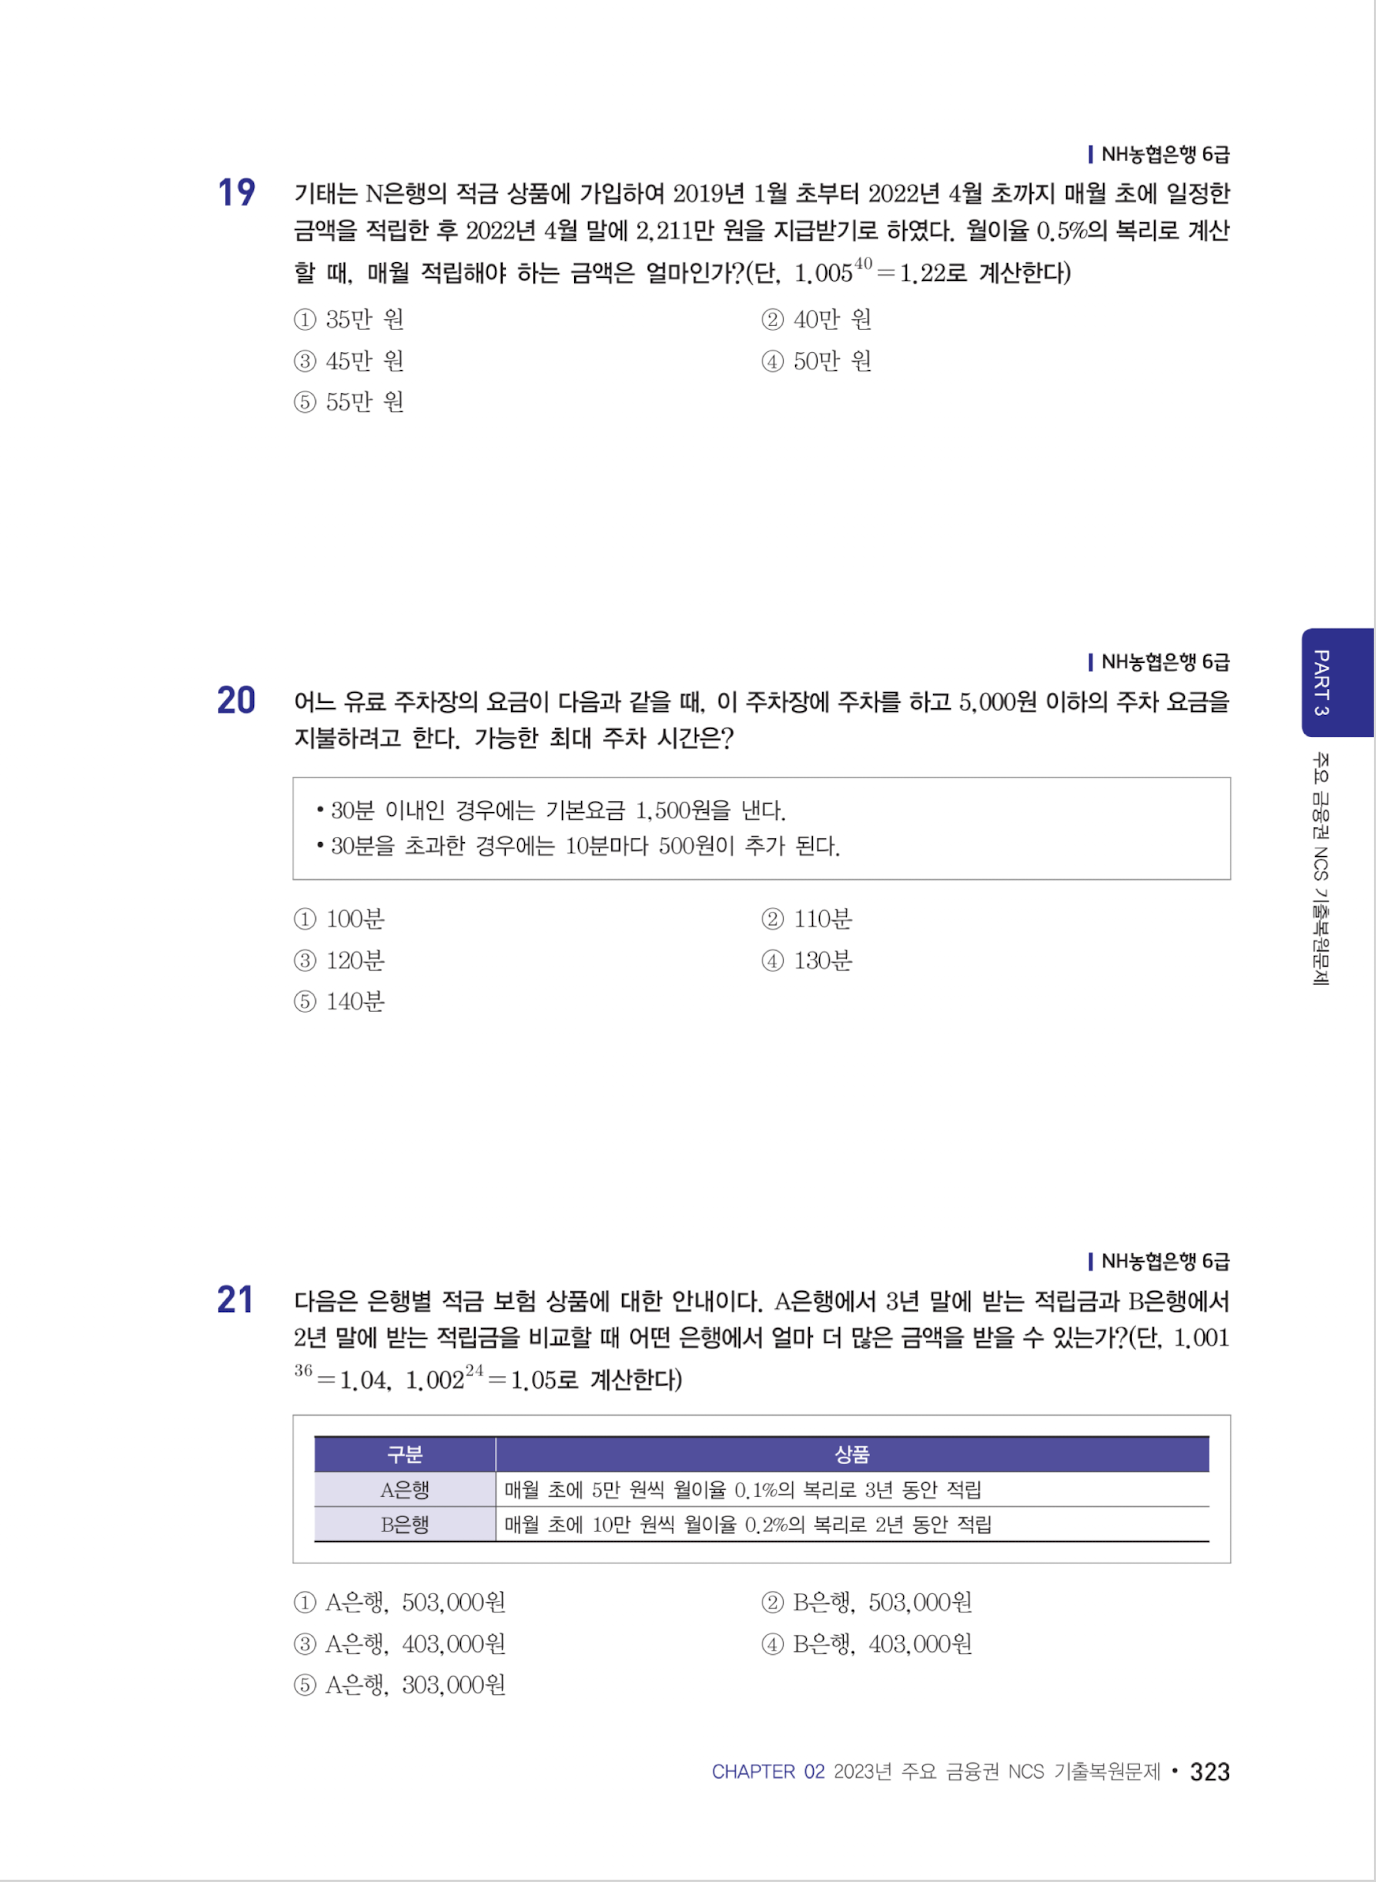 NH농협은행 6급
19 기태는 N은행의 적금 상품에 가입하여 2019년 1월 초부터 2022년 4월 초까지 매월 초에 일정한
금액을 적립한 후 2022년 4월 말에 2,211만 원을 지급받기로 하였다. 월이율 0.5%의 복리로 계산
할 때, 매월 적립해야 하는 금액은 얼마인가?(단, 1.005⁴⁰=1.22로 계산한다)
① 35만 원 ② 40만 원
③ 45만 원 ④ 50만 원
⑤ 55만 원
NH농협은행 6급
20 어느 유료 주차장의 요금이 다음과 같을 때, 이 주차장에 주차를 하고 5,000원 이하의 주차 요금을
지불하려고 한다. 가능한 최대 주차 시간은?
• 30분 이내인 경우에는 기본요금 1,500원을 낸다.
• 30분을 초과한 경우에는 10분마다 500원이 추가 된다.
① 100분 ② 110분
③ 120분 ④ 130분
⑤ 140분
NH농협은행 6급
21 다음은 은행별 적금 보험 상품에 대한 안내이다. A은행에서 3년 말에 받는 적립금과 B은행에서
2년 말에 받는 적립금을 비교할 때 어떤 은행에서 얼마 더 많은 금액을 받을 수 있는가?(단, 1.001
³⁶=1.04, 1.002²⁴=1.05로 계산한다)
구분 상품
A은행 매월 초에 5만 원씩 월이율 0.1%의 복리로 3년 동안 적립
B은행 매월 초에 10만 원씩 월이율 0.2%의 복리로 2년 동안 적립
① A은행, 503,000원 ② B은행, 503,000원
③ A은행, 403,000원 ④ B은행, 403,000원
⑤ A은행, 303,000원
PART 3
주요 금융권 NCS 기출복원문제
CHAPTER 02 2023년 주요 금융권 NCS 기출복원문제 • 323